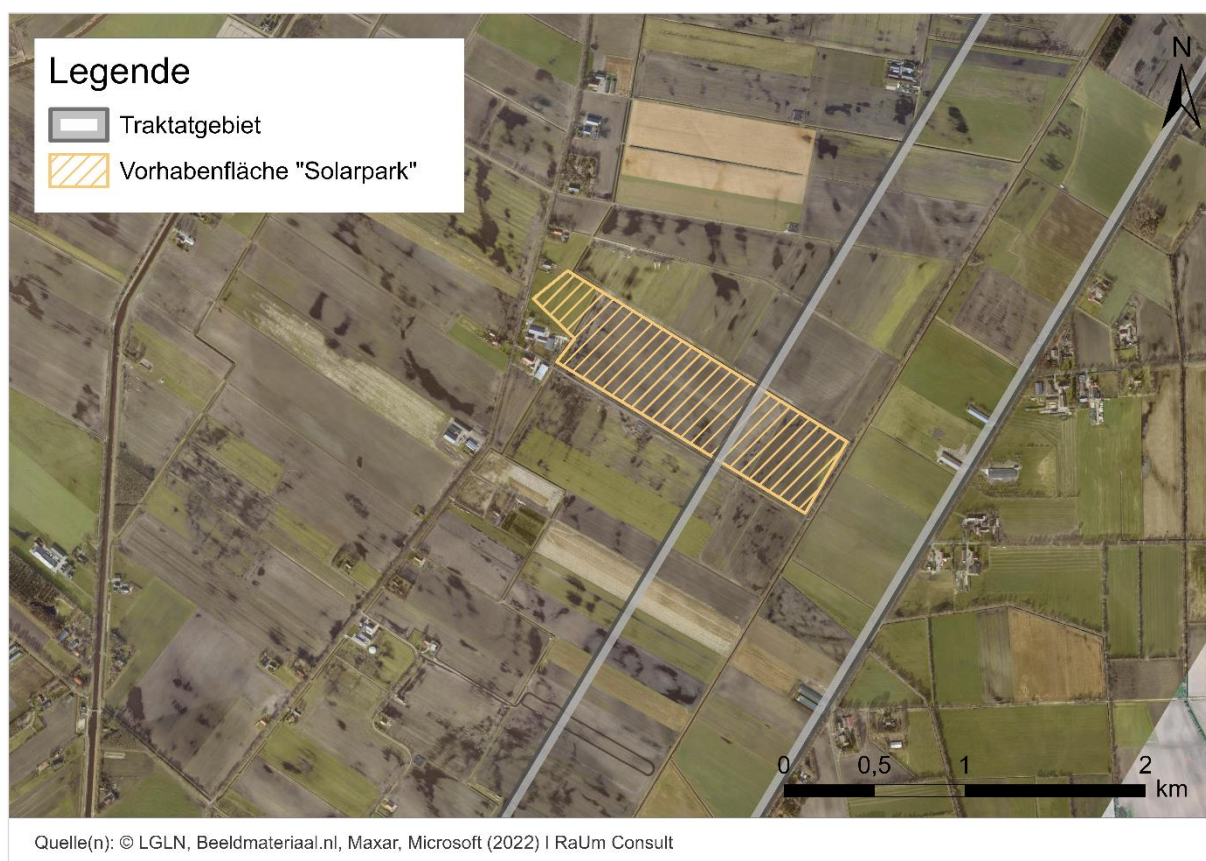 Legende
Traktatgebiet
Vorhabenfläche "Solarpark"
N
0 0,5 1 2
km
Quelle(n): © LGLN, Beeldmateriaal.nl, Maxar, Microsoft (2022) I RaUm Consult